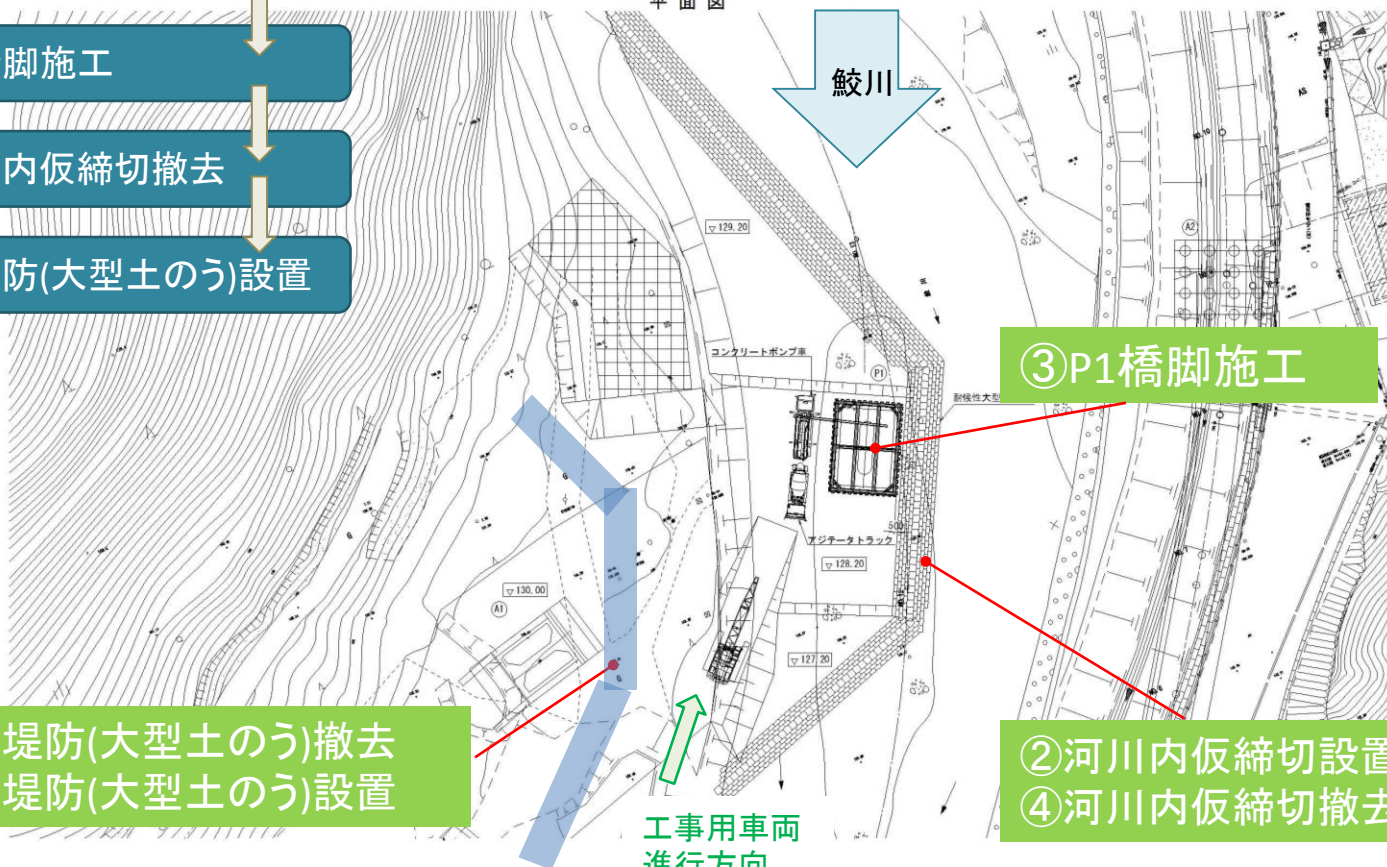 平面図
脚施工
内仮締切撤去
防(大型土のう)設置
鮫川
▽129.20
A2
コンクリートポンプ車
P1
③P1橋脚施工
耐候性大型
500
アジテータトラック
▽128.20
▽130.00
A1
▽127.20
堤防(大型土のう)撤去
堤防(大型土のう)設置
②河川内仮締切設置
④河川内仮締切撤去
工事用車両
進行方向
NO.10
AS